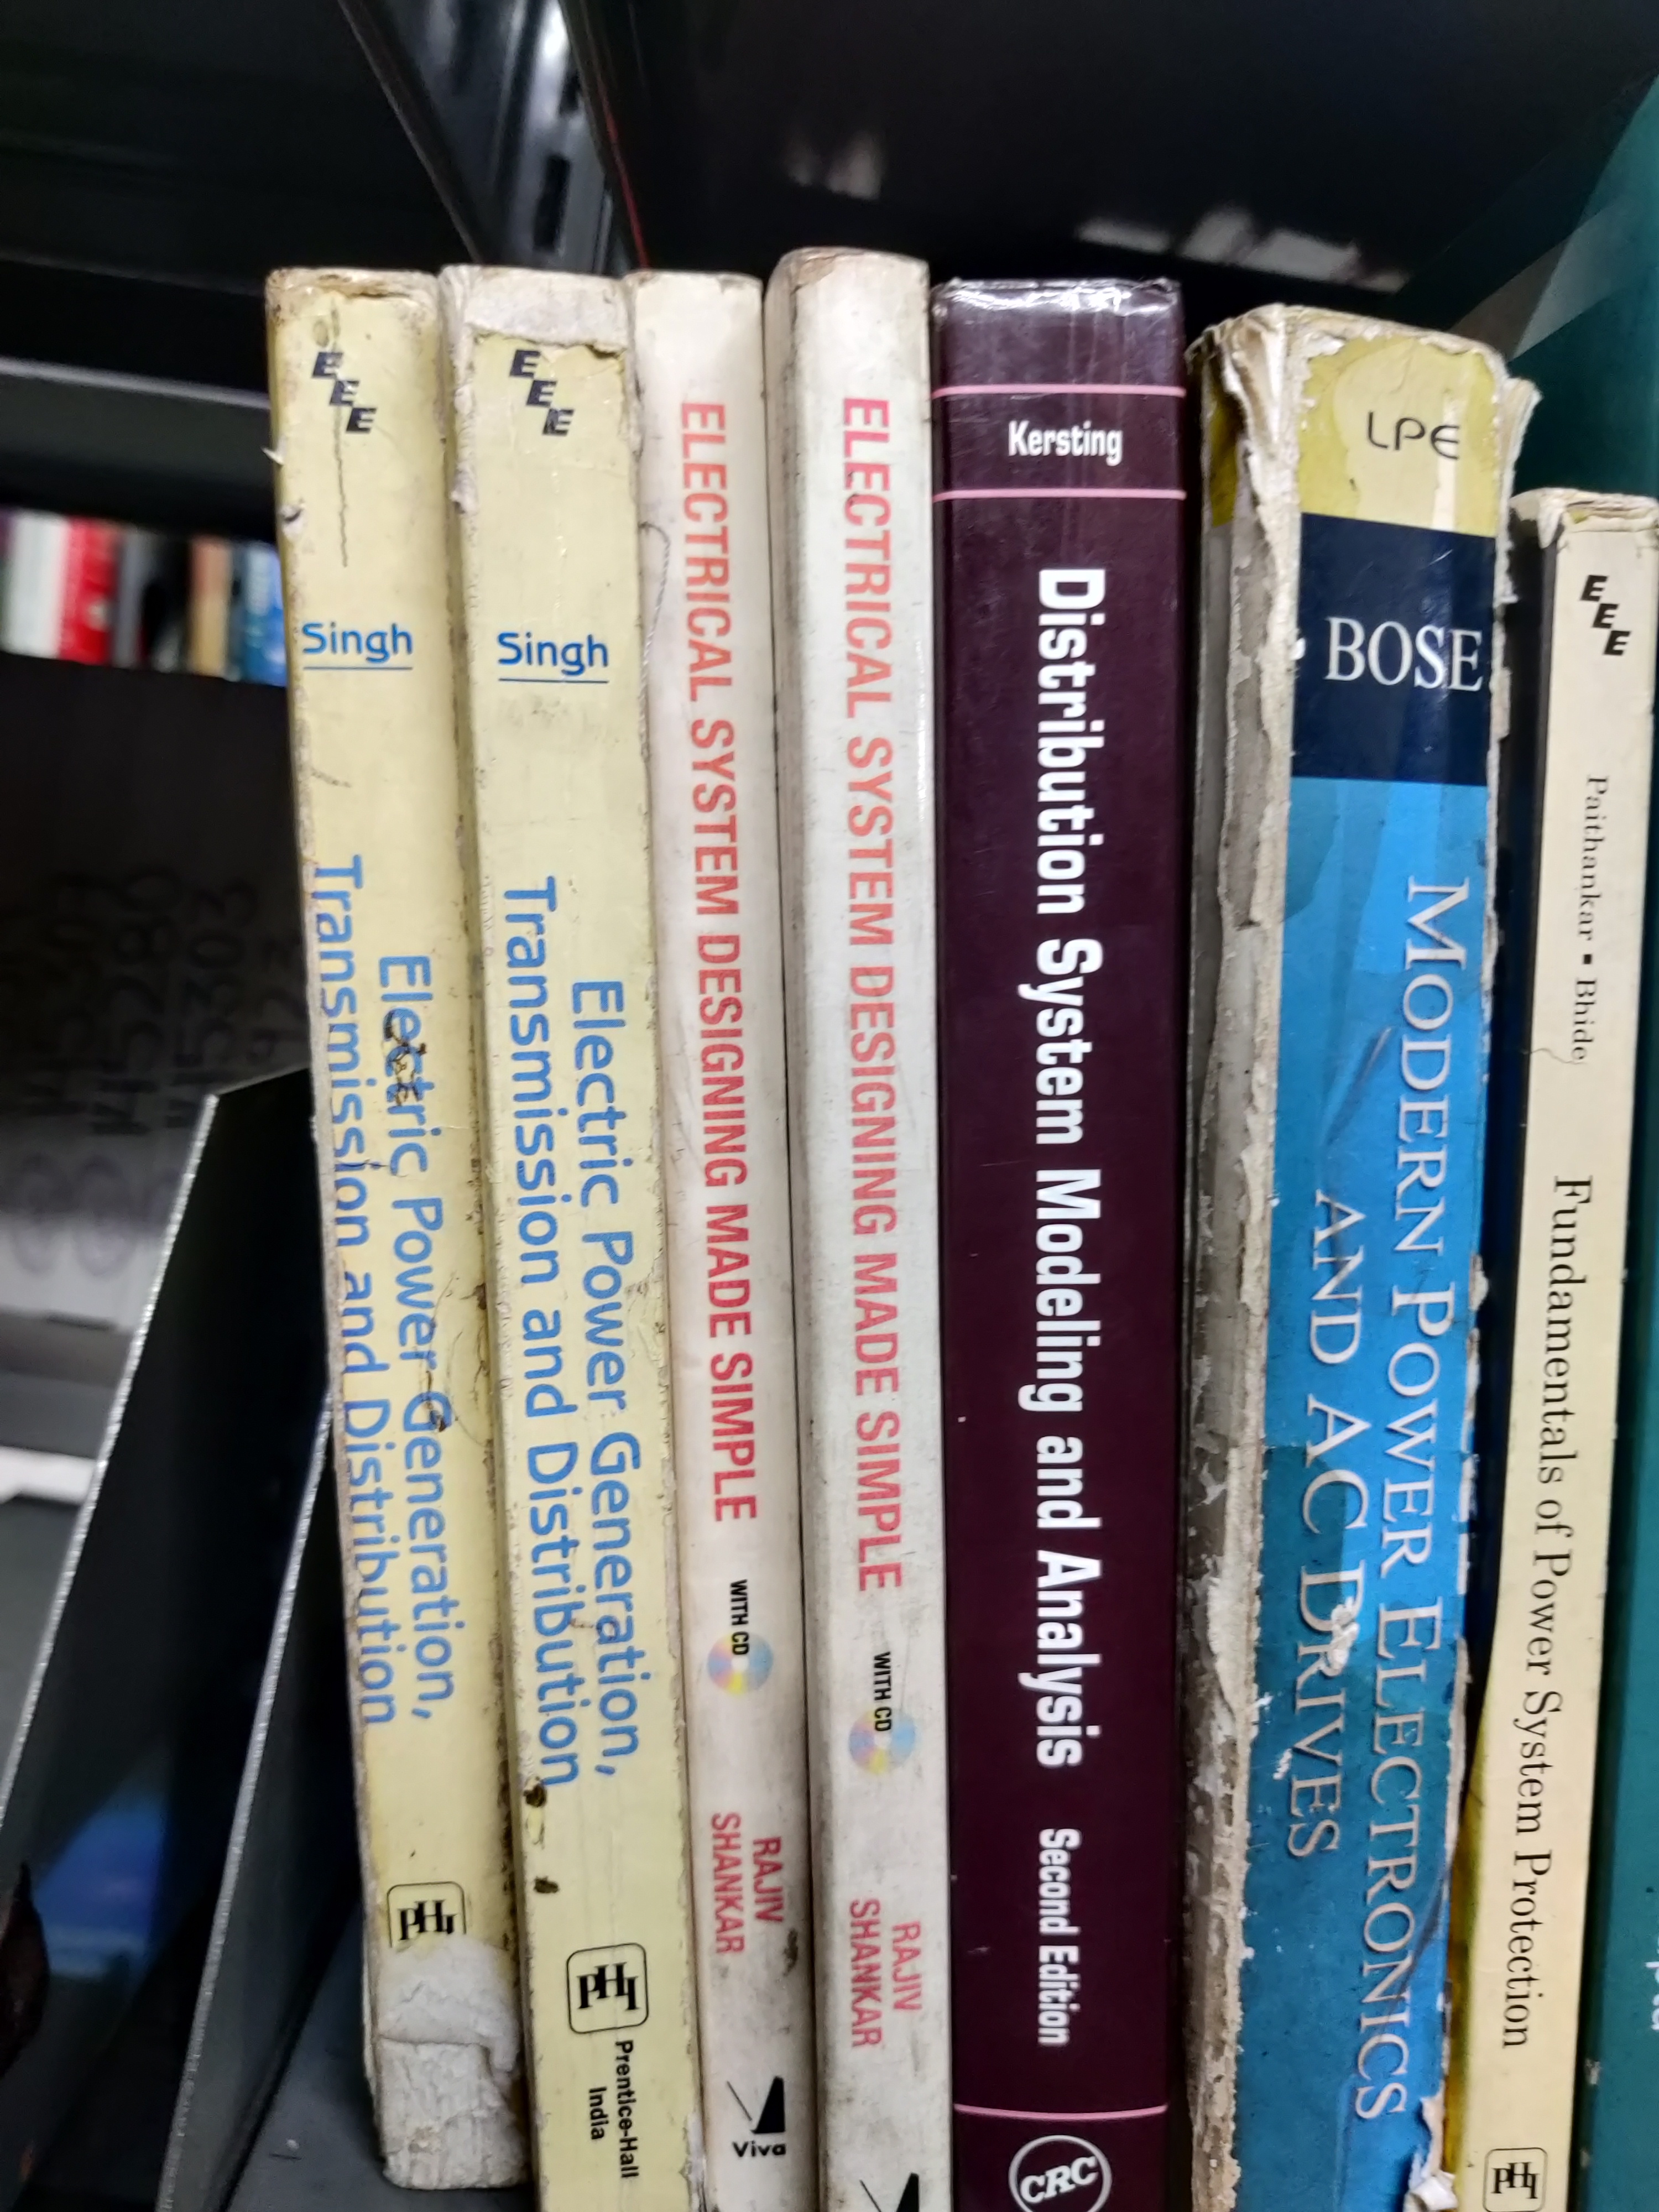 EEE
Singh
Electric Power Generation,
Transmission and Distribution
PHI
EEE
Singh
Electric Power Generation,
Transmission and Distribution
PHI
Prentice-Hall
India
ELECTRICAL SYSTEM DESIGNING MADE SIMPLE
WITH CD
RAJIV
SHANKAR
Viva
ELECTRICAL SYSTEM DESIGNING MADE SIMPLE
WITH CD
RAJIV
SHANKAR
Kersting
Distribution System Modeling and Analysis
Second Edition
CRC
LPE
BOSE
MODERN POWER ELECTRONICS
AND AC DRIVES
EEE
Paithankar ▪ Bhide
Fundamentals of Power System Protection
PHI